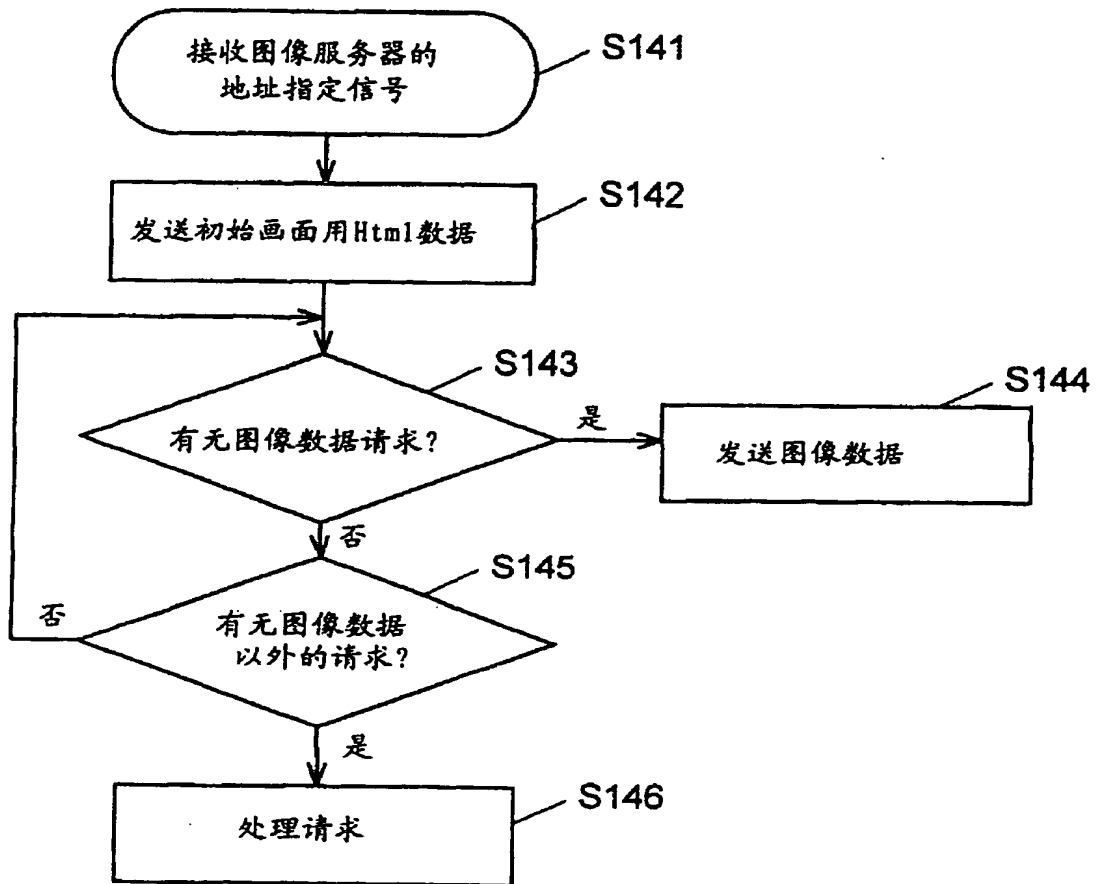 接收图像服务器的
地址指定信号
S141
发送初始画面用Html数据
S142
有无图像数据请求?
S143
是
发送图像数据
S144
否
有无图像数据
以外的请求?
S145
否
是
处理请求
S146